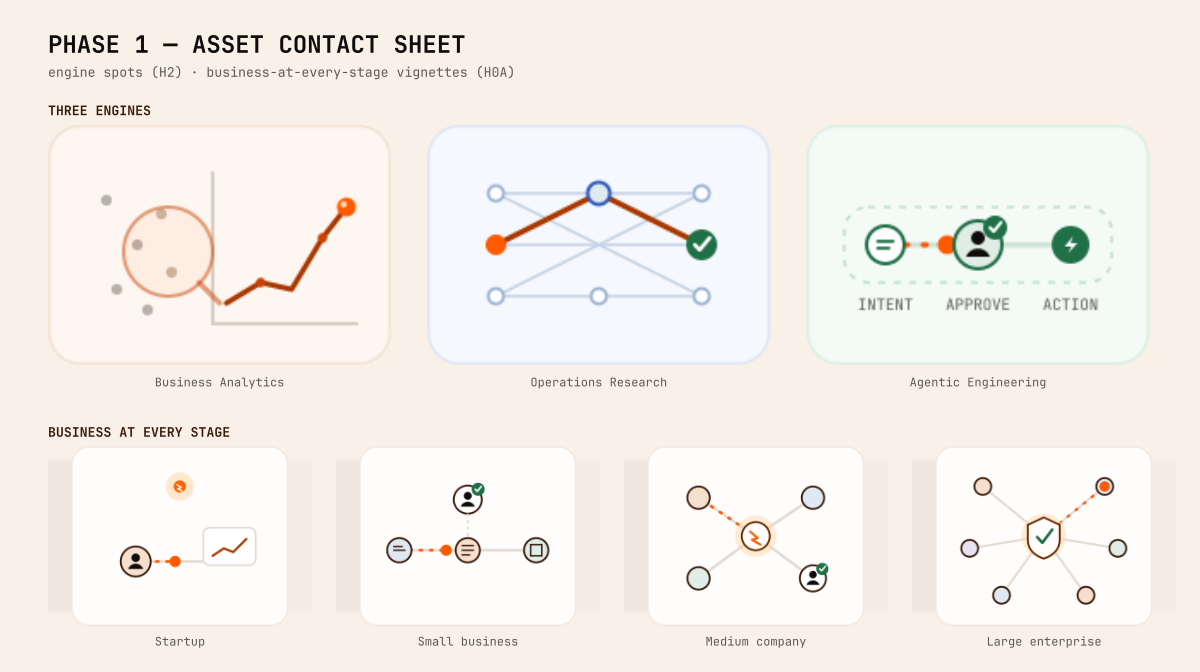 PHASE 1 — ASSET CONTACT SHEET
engine spots (H2) · business-at-every-stage vignettes (H0A)
THREE ENGINES
INTENT APPROVE ACTION
Business Analytics
Operations Research
Agentic Engineering
BUSINESS AT EVERY STAGE
Startup
Small business
Medium company
Large enterprise